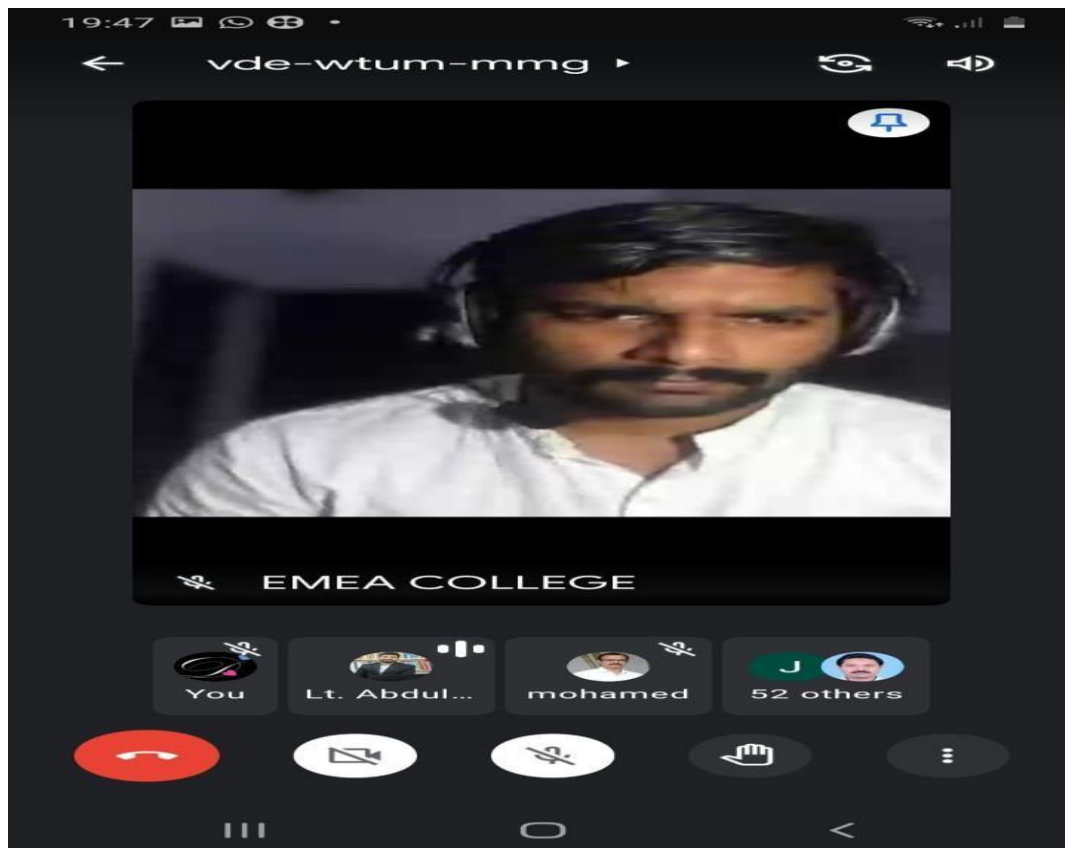 19:47
vde-wtum-mmg
EMEA COLLEGE
You
Lt. Abdul...
mohamed
J
52 others